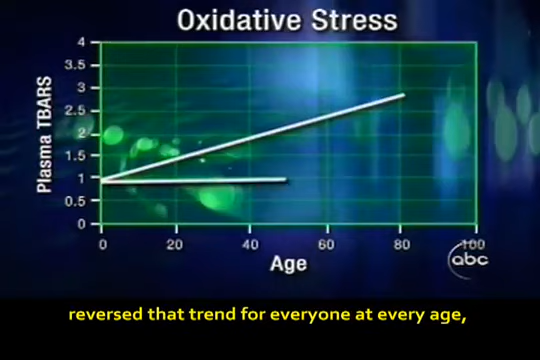 Oxidative Stress
Plasma TBARS
4
3.5
3
2.5
2
1.5
1
0.5
0
0 20 40 60 80 100
Age
abc
reversed that trend for everyone at every age,